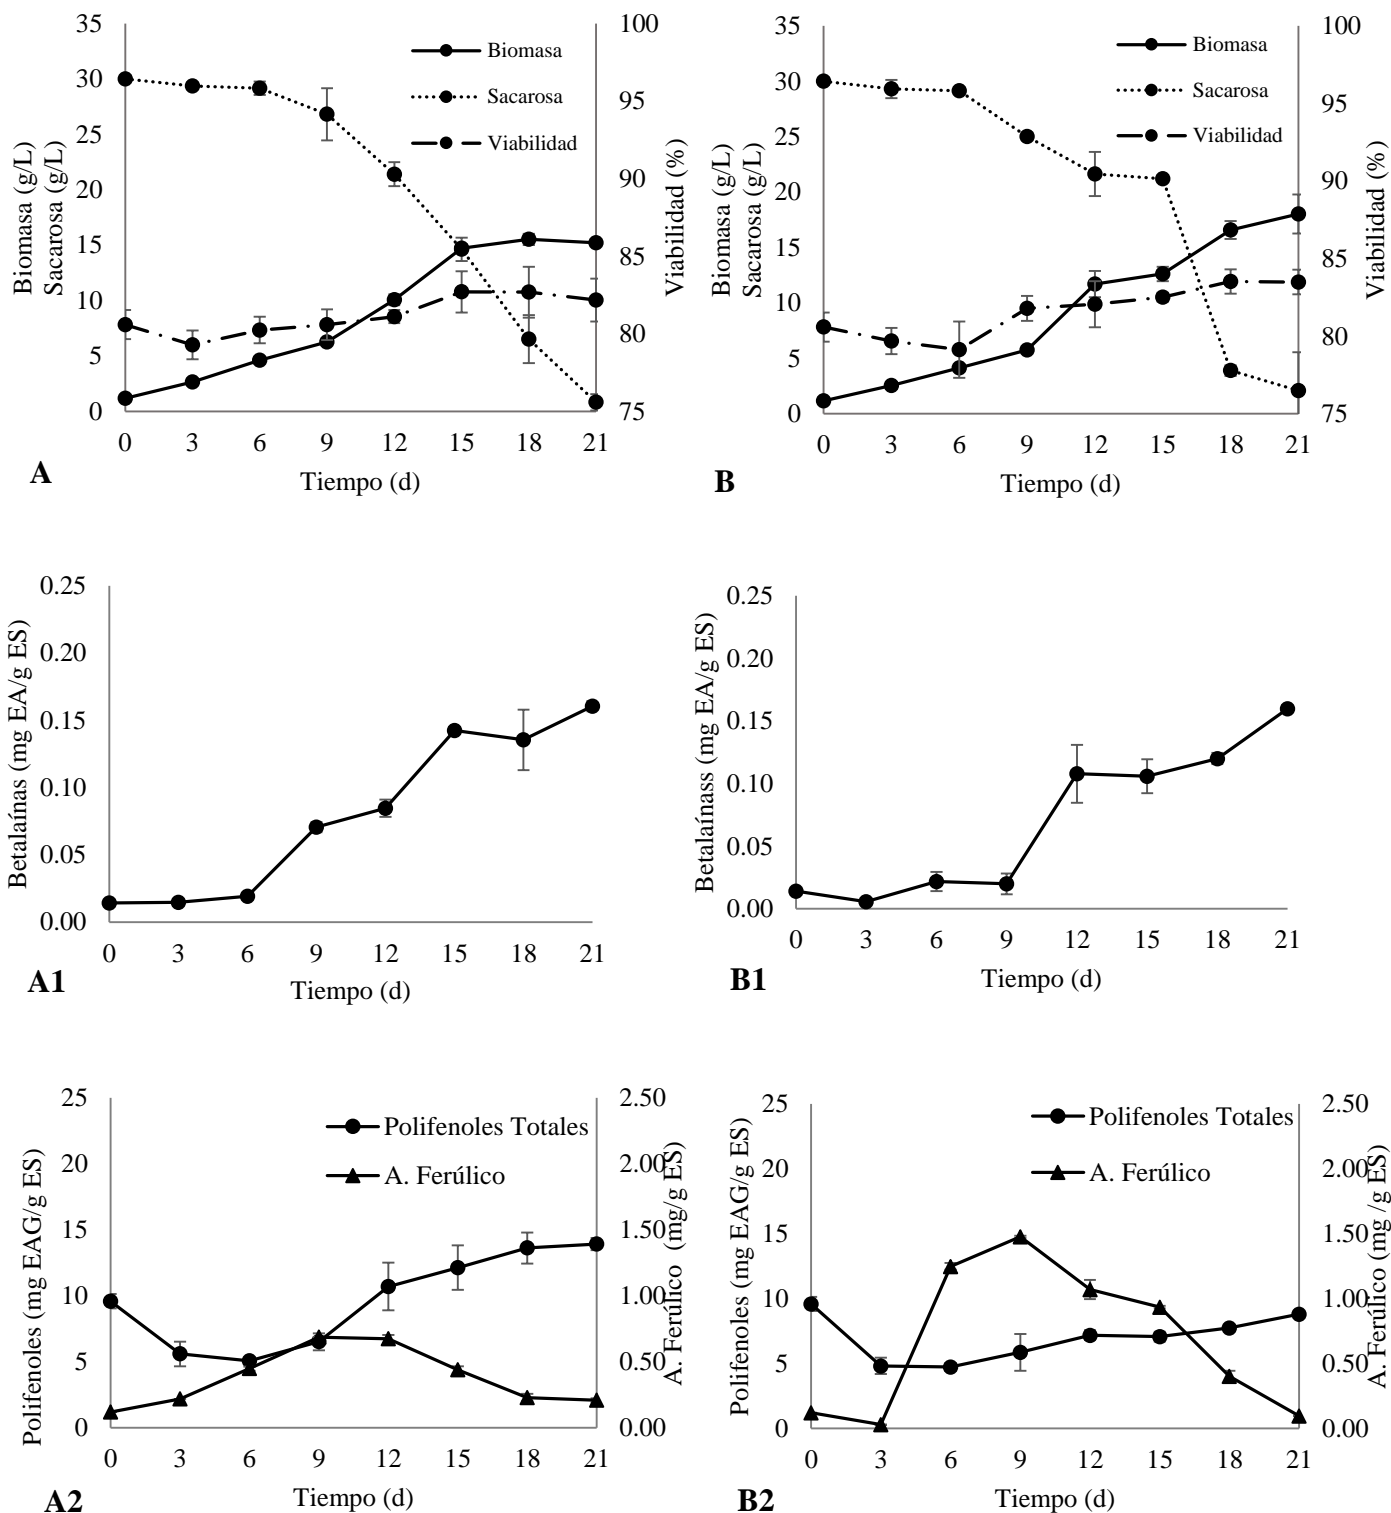 35
30
25
20
15
10
5
0
100
95
90
85
80
75
Biomasa
Sacarosa
Viabilidad
Biomasa (g/L)
Sacarosa (g/L)
Viabilidad (%)
0 3 6 9 12 15 18 21
Tiempo (d)
A
35
30
25
20
15
10
5
0
100
95
90
85
80
75
Biomasa
Sacarosa
Viabilidad
Biomasa (g/L)
Sacarosa (g/L)
Viabilidad (%)
0 3 6 9 12 15 18 21
Tiempo (d)
B
0.25
0.20
0.15
0.10
0.05
0.00
Betalaínas (mg EA/g ES)
0 3 6 9 12 15 18 21
Tiempo (d)
A1
0.25
0.20
0.15
0.10
0.05
0.00
Betalaínass (mg EA/g ES)
0 3 6 9 12 15 18 21
Tiempo (d)
B1
25
20
15
10
5
0
2.50
2.00
1.50
1.00
0.50
0.00
Polifenoles Totales
A. Ferúlico
Polifenoles (mg EAG/g ES)
A. Ferúlico (mg/g ES)
0 3 6 9 12 15 18 21
Tiempo (d)
A2
25
20
15
10
5
0
2.50
2.00
1.50
1.00
0.50
0.00
Polifenoles Totales
A. Ferúlico
Polifenoles (mg EAG/g ES)
A. Ferúlico (mg /g ES)
0 3 6 9 12 15 18 21
Tiempo (d)
B2